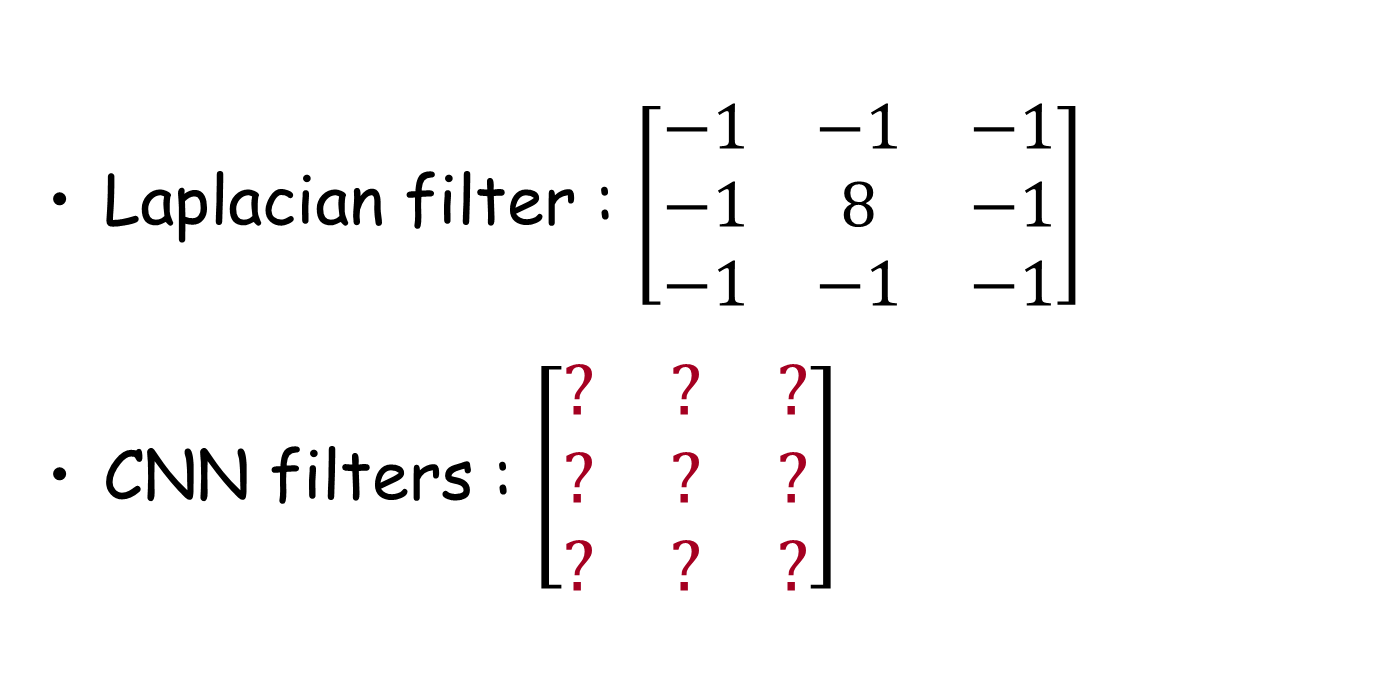 • Laplacian filter : [−1 −1 −1
−1 8 −1
−1 −1 −1]
• CNN filters : [? ? ?
? ? ?
? ? ?]